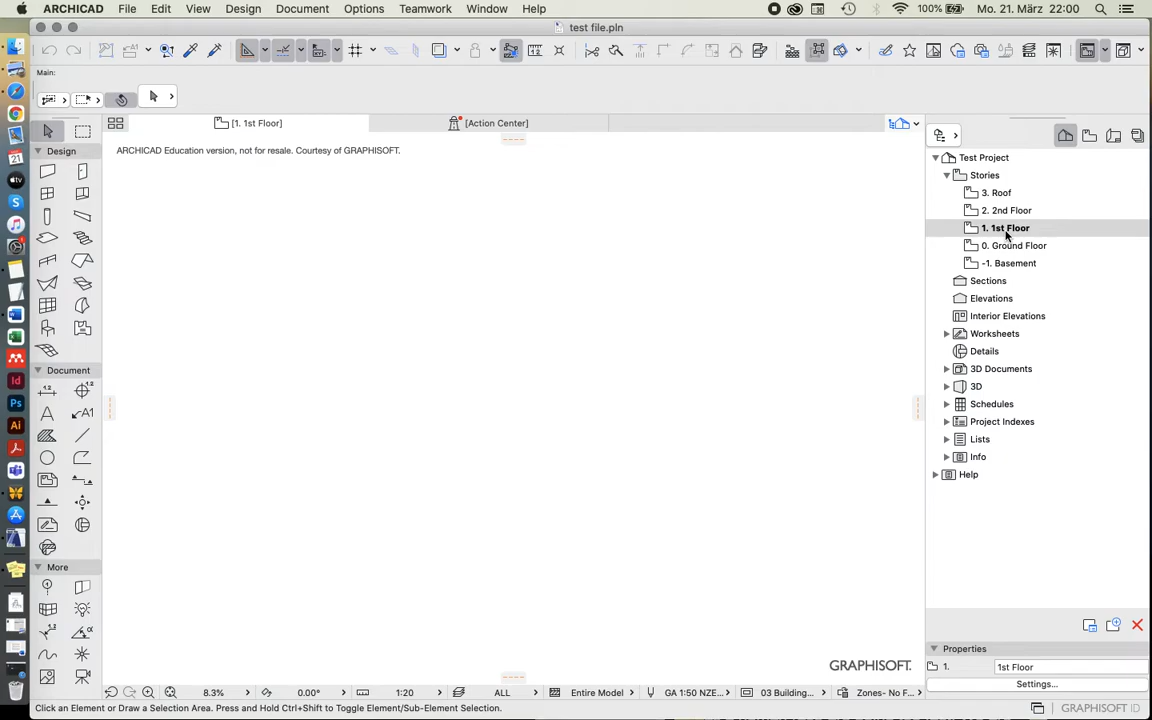 ARCHICAD File Edit View Design Document Options Teamwork Window Help 100% Mo. 21. März 22:00
test file.pln
Main:
[1. 1st Floor] [Action Center]
ARCHICAD Education version, not for resale. Courtesy of GRAPHISOFT.
Design
Document
A A1
More
Test Project
Stories
3. Roof
2. 2nd Floor
1. 1st Floor
0. Ground Floor
-1. Basement
Sections
Elevations
Interior Elevations
Worksheets
Details
3D Documents
3D
Schedules
Project Indexes
Lists
Info
Help
Properties
1. 1st Floor
Settings...
GRAPHISOFT.
8.3% 0.00° 1:20 ALL Entire Model GA 1:50 NZE... 03 Building... Zones- No F...
Click an Element or Draw a Selection Area. Press and Hold Ctrl+Shift to Toggle Element/Sub-Element Selection.
GRAPHISOFT ID